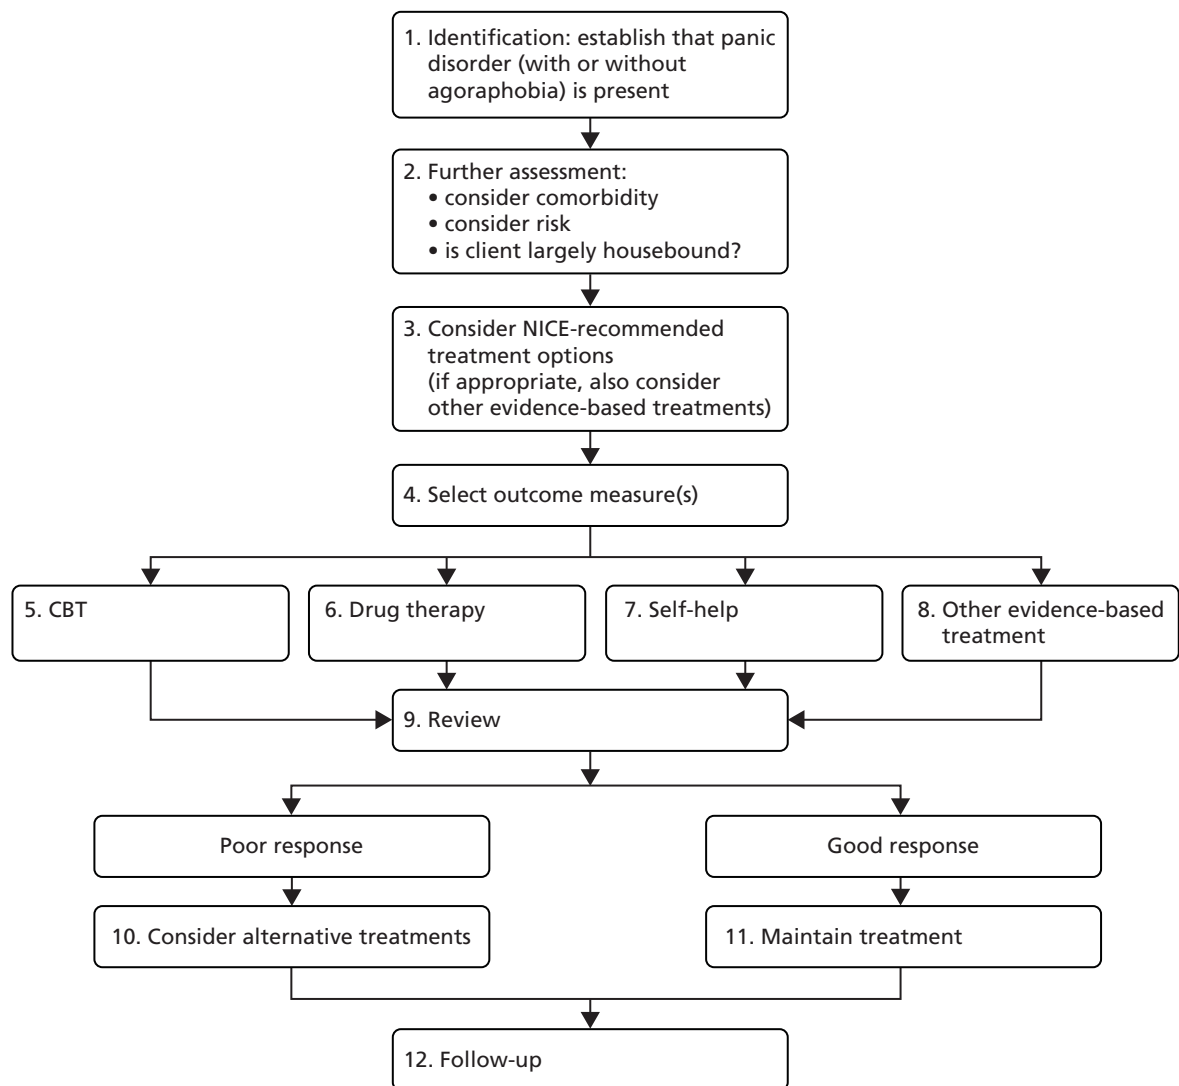 1. Identification: establish that panic
disorder (with or without
agoraphobia) is present
2. Further assessment:
• consider comorbidity
• consider risk
• is client largely housebound?
3. Consider NICE-recommended
treatment options
(if appropriate, also consider
other evidence-based treatments)
4. Select outcome measure(s)
5. CBT
6. Drug therapy
7. Self-help
8. Other evidence-based
treatment
9. Review
Poor response
Good response
10. Consider alternative treatments
11. Maintain treatment
12. Follow-up